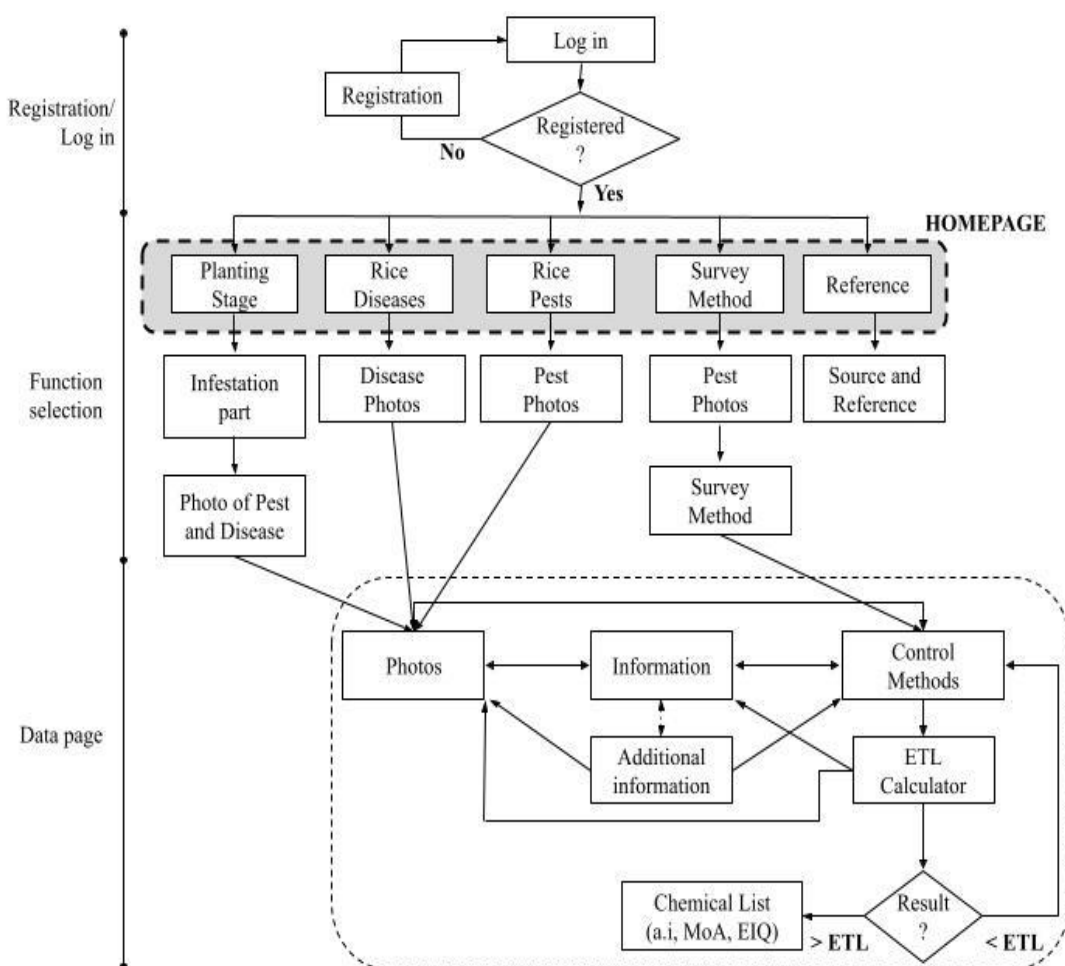 Log in
Registration
Registration/
Log in
Registered
?
No
Yes
HOMEPAGE
Planting
Stage
Rice
Diseases
Rice
Pests
Survey
Method
Reference
Function
selection
Infestation
part
Disease
Photos
Pest
Photos
Pest
Photos
Source and
Reference
Photo of Pest
and Disease
Survey
Method
Data page
Photos
Information
Control
Methods
Additional
information
ETL
Calculator
Chemical List
(a.i, MoA, EIQ)
Result
?
> ETL
< ETL